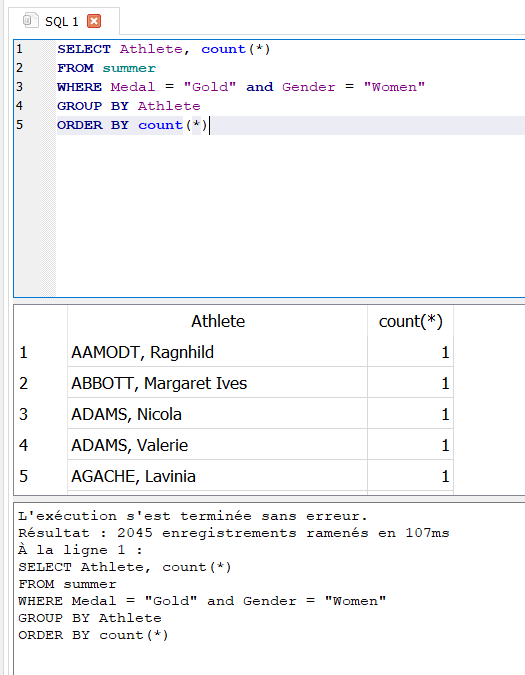 SQL 1
1 SELECT Athlete, count(*)
2 FROM summer
3 WHERE Medal = "Gold" and Gender = "Women"
4 GROUP BY Athlete
5 ORDER BY count(*)
Athlete count(*)
1 AAMODT, Ragnhild 1
2 ABBOTT, Margaret Ives 1
3 ADAMS, Nicola 1
4 ADAMS, Valerie 1
5 AGACHE, Lavinia 1
L'exécution s'est terminée sans erreur.
Résultat : 2045 enregistrements ramenés en 107ms
À la ligne 1 :
SELECT Athlete, count(*)
FROM summer
WHERE Medal = "Gold" and Gender = "Women"
GROUP BY Athlete
ORDER BY count(*)